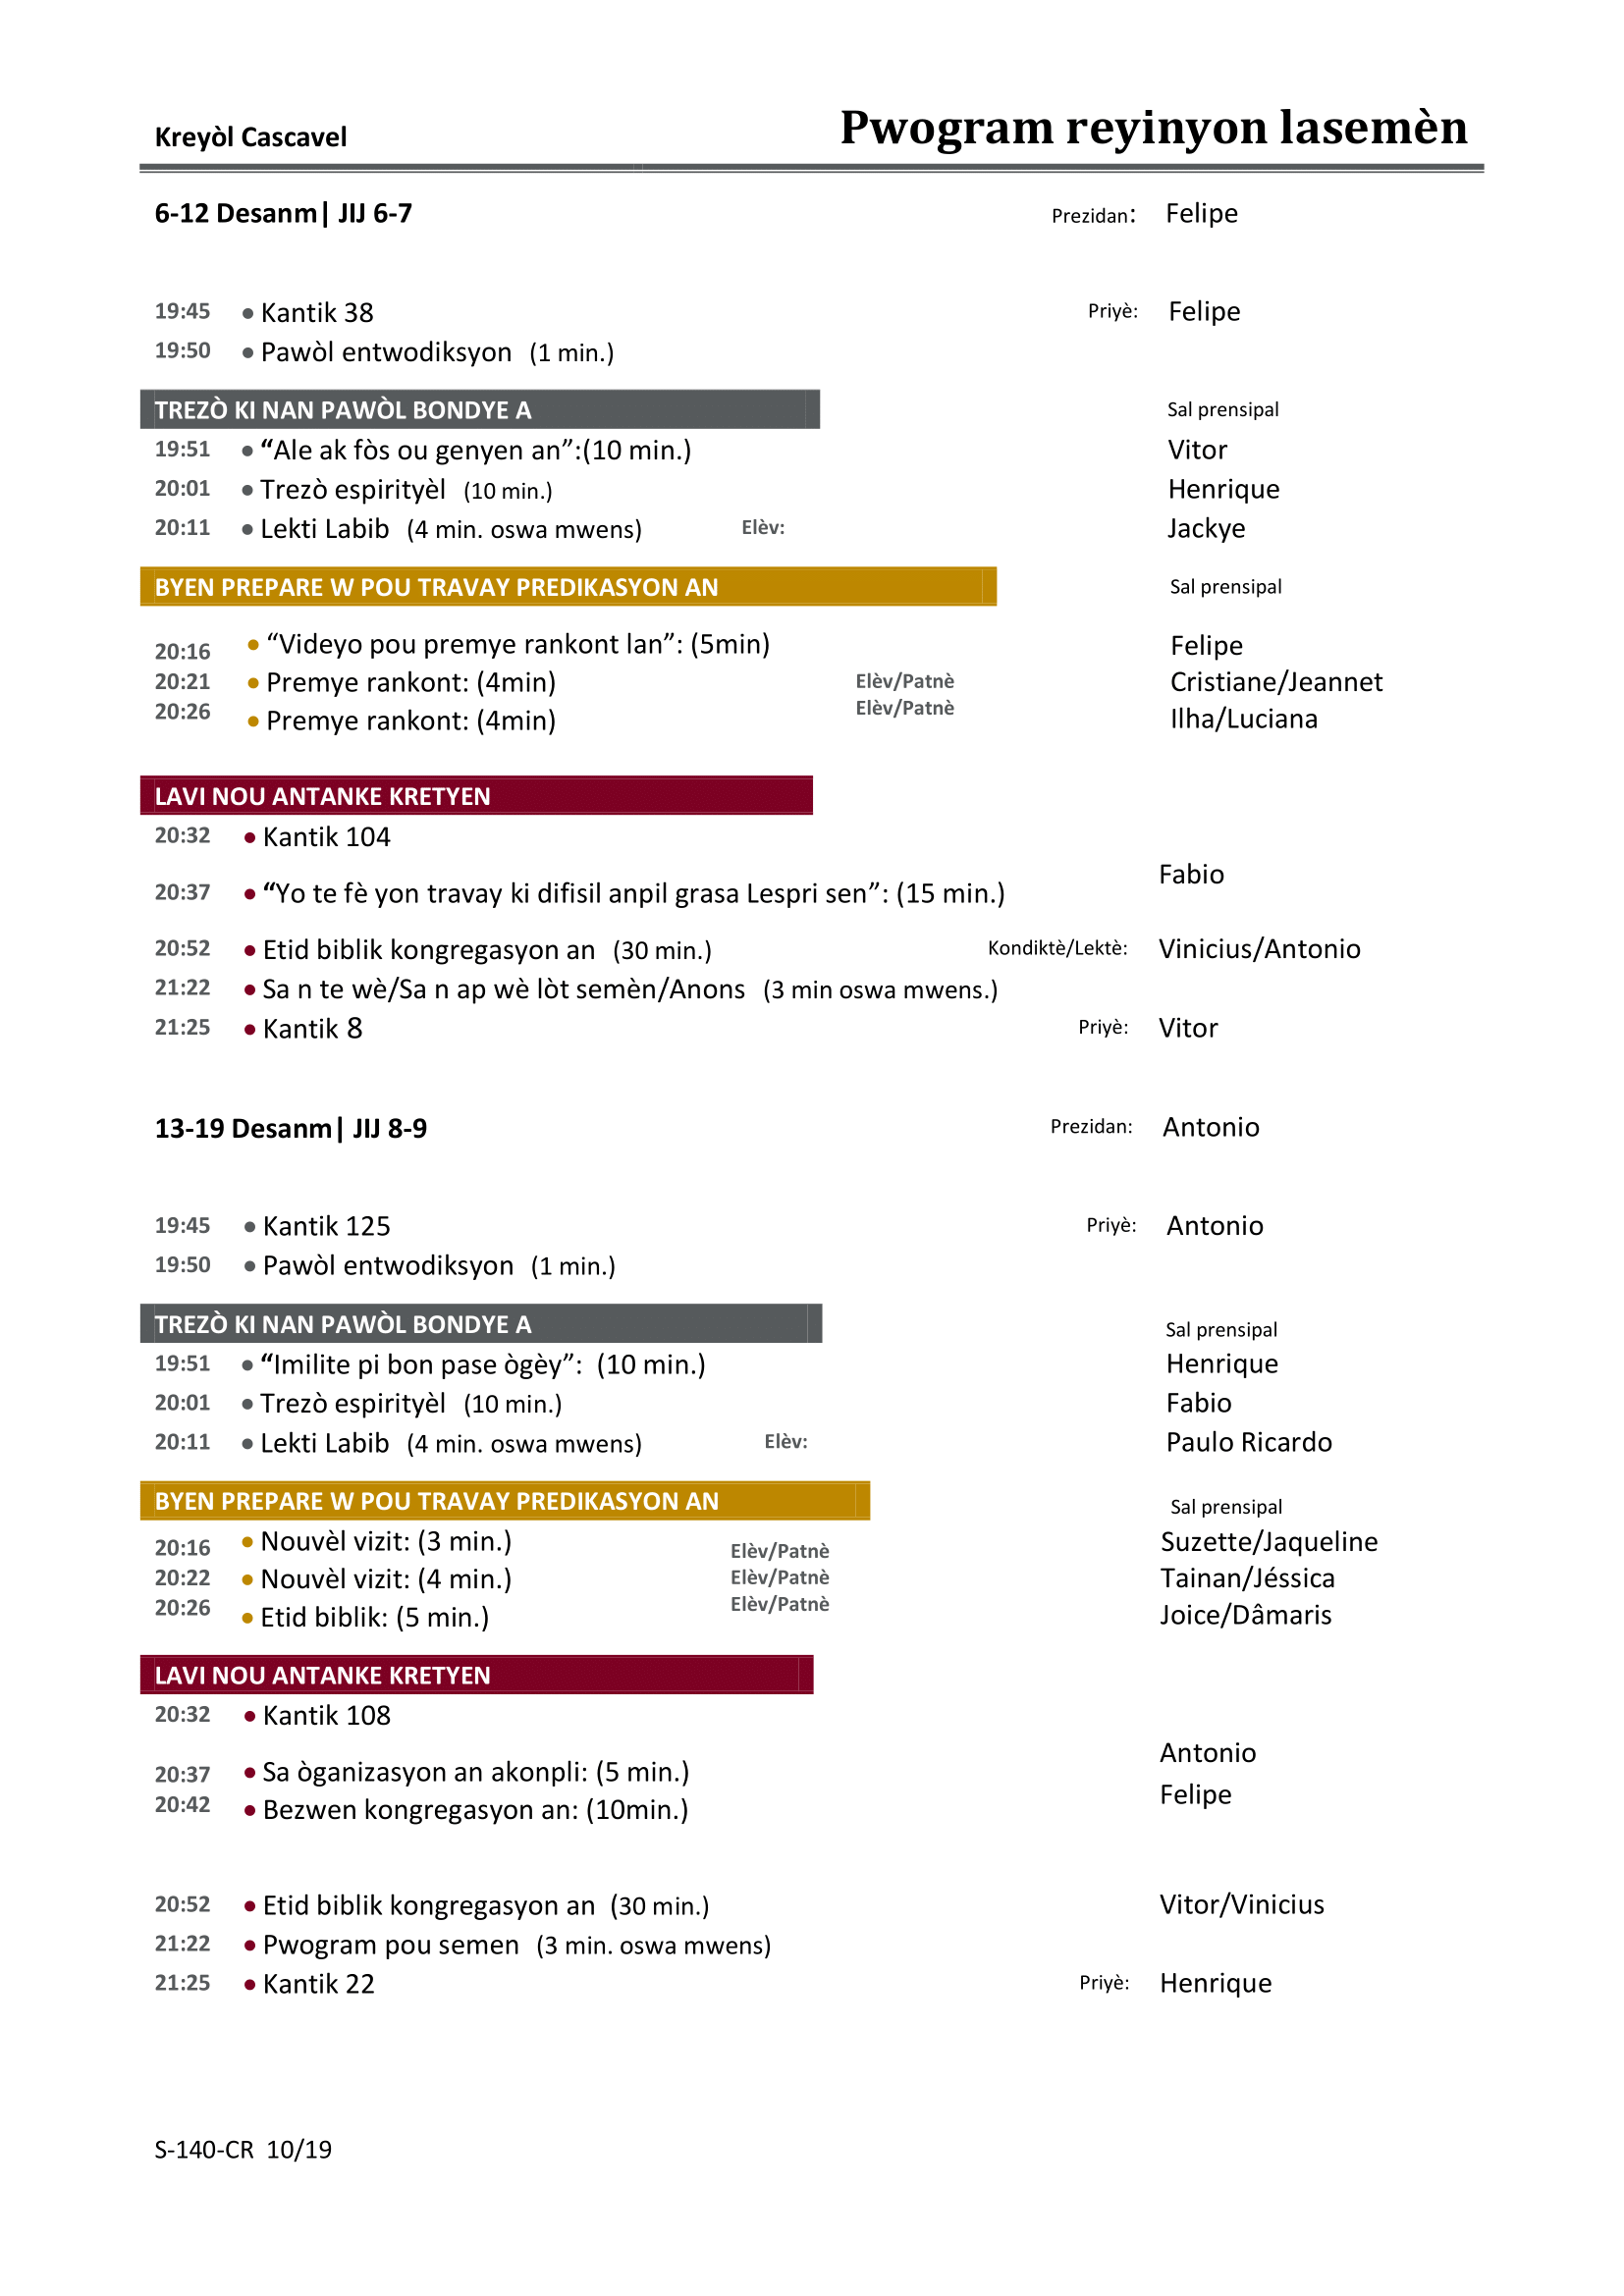 Kreyòl Cascavel Pwogram reyinyon lasemèn
6-12 Desanm| JIJ 6-7 Prezidan: Felipe
19:45 • Kantik 38 Priyè: Felipe
19:50 • Pawòl entwodiksyon (1 min.)
TREZÒ KI NAN PAWÒL BONDYE A Sal prensipal
19:51 • “Ale ak fòs ou genyen an”:(10 min.) Vitor
20:01 • Trezò espirityèl (10 min.) Henrique
20:11 • Lekti Labib (4 min. oswa mwens) Elèv: Jackye
BYEN PREPARE W POU TRAVAY PREDIKASYON AN Sal prensipal
20:16 • “Videyo pou premye rankont lan”: (5min) Felipe
20:21 • Premye rankont: (4min) Elèv/Patnè Cristiane/Jeannet
20:26 • Premye rankont: (4min) Elèv/Patnè Ilha/Luciana
LAVI NOU ANTANKE KRETYEN
20:32 • Kantik 104
20:37 • “Yo te fè yon travay ki difisil anpil grasa Lespri sen”: (15 min.) Fabio
20:52 • Etid biblik kongregasyon an (30 min.) Kondiktè/Lektè: Vinicius/Antonio
21:22 • Sa n te wè/Sa n ap wè lòt semèn/Anons (3 min oswa mwens.)
21:25 • Kantik 8 Priyè: Vitor
13-19 Desanm| JIJ 8-9 Prezidan: Antonio
19:45 • Kantik 125 Priyè: Antonio
19:50 • Pawòl entwodiksyon (1 min.)
TREZÒ KI NAN PAWÒL BONDYE A Sal prensipal
19:51 • “Imilite pi bon pase ògèy”: (10 min.) Henrique
20:01 • Trezò espirityèl (10 min.) Fabio
20:11 • Lekti Labib (4 min. oswa mwens) Elèv: Paulo Ricardo
BYEN PREPARE W POU TRAVAY PREDIKASYON AN Sal prensipal
20:16 • Nouvèl vizit: (3 min.) Elèv/Patnè Suzette/Jaqueline
20:22 • Nouvèl vizit: (4 min.) Elèv/Patnè Tainan/Jéssica
20:26 • Etid biblik: (5 min.) Elèv/Patnè Joice/Dâmaris
LAVI NOU ANTANKE KRETYEN
20:32 • Kantik 108
20:37 • Sa òganizasyon an akonpli: (5 min.) Antonio
20:42 • Bezwen kongregasyon an: (10min.) Felipe
20:52 • Etid biblik kongregasyon an (30 min.) Vitor/Vinicius
21:22 • Pwogram pou semen (3 min. oswa mwens)
21:25 • Kantik 22 Priyè: Henrique
S-140-CR 10/19